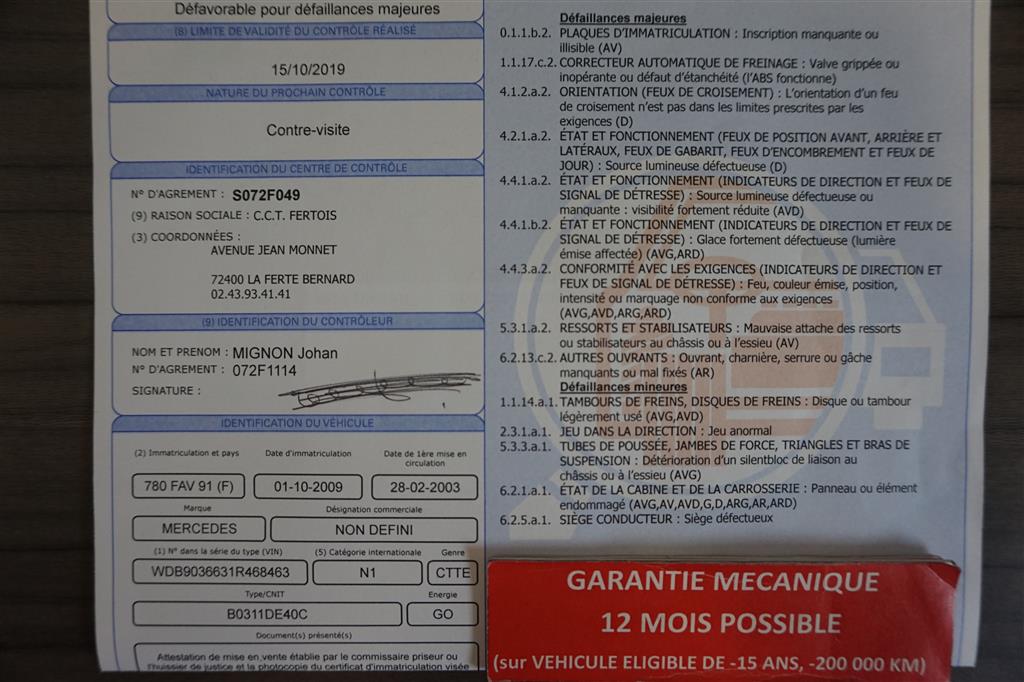 Défavorable pour défaillances majeures
(8) LIMITE DE VALIDITÉ DU CONTRÔLE RÉALISÉ
15/10/2019
NATURE DU PROCHAIN CONTRÔLE
Contre-visite
IDENTIFICATION DU CENTRE DE CONTRÔLE
N° D'AGREMENT : S072F049
(9) RAISON SOCIALE : C.C.T. FERTOIS
(3) COORDONNÉES :
AVENUE JEAN MONNET
72400 LA FERTE BERNARD
02.43.93.41.41
(9) IDENTIFICATION DU CONTRÔLEUR
NOM ET PRENOM : MIGNON Johan
N° D'AGREMENT : 072F1114
SIGNATURE :
IDENTIFICATION DU VÉHICULE
(2) Immatriculation et pays Date d'immatriculation Date de 1ère mise en
circulation
780 FAV 91 (F) 01-10-2009 28-02-2003
Marque Désignation commerciale
MERCEDES NON DEFINI
(1) N° dans la série du type (VIN) (5) Catégorie internationale Genre
WDB9036631R468463 N1 CTTE
Type/CNIT Energie
B0311DE40C GO
Document(s) présenté(s)
Attestation de mise en vente établie par le commissaire priseur ou
l'huissier de justice et la photocopie du certificat d'immatriculation visée
Défaillances majeures
0.1.1.b.2. PLAQUES D'IMMATRICULATION : Inscription manquante ou
illisible (AV)
1.1.17.c.2. CORRECTEUR AUTOMATIQUE DE FREINAGE : Valve grippée ou
inopérante ou défaut d'étanchéité (l'ABS fonctionne)
4.1.2.a.2. ORIENTATION (FEUX DE CROISEMENT) : L'orientation d'un feu
de croisement n'est pas dans les limites prescrites par les
exigences (D)
4.2.1.a.2. ÉTAT ET FONCTIONNEMENT (FEUX DE POSITION AVANT, ARRIÈRE ET
LATÉRAUX, FEUX DE GABARIT, FEUX D'ENCOMBREMENT ET FEUX DE
JOUR) : Source lumineuse défectueuse (D)
4.4.1.a.2. ÉTAT ET FONCTIONNEMENT (INDICATEURS DE DIRECTION ET FEUX DE
SIGNAL DE DÉTRESSE) : Source lumineuse défectueuse ou
manquante : visibilité fortement réduite (AVD)
4.4.1.b.2. ÉTAT ET FONCTIONNEMENT (INDICATEURS DE DIRECTION ET FEUX DE
SIGNAL DE DÉTRESSE) : Glace fortement défectueuse (lumière
émise affectée) (AVG,ARD)
4.4.3.a.2. CONFORMITÉ AVEC LES EXIGENCES (INDICATEURS DE DIRECTION ET
FEUX DE SIGNAL DE DÉTRESSE) : Feu, couleur émise, position,
intensité ou marquage non conforme aux exigences
(AVG,AVD,ARG,ARD)
5.3.1.a.2. RESSORTS ET STABILISATEURS : Mauvaise attache des ressorts
ou stabilisateurs au châssis ou à l'essieu (AV)
6.2.13.c.2. AUTRES OUVRANTS : Ouvrant, charnière, serrure ou gâche
manquants ou mal fixés (AR)
Défaillances mineures
1.1.14.a.1. TAMBOURS DE FREINS, DISQUES DE FREINS : Disque ou tambour
légèrement usé (AVG,AVD)
2.3.1.a.1. JEU DANS LA DIRECTION : Jeu anormal
5.3.3.a.1. TUBES DE POUSSÉE, JAMBES DE FORCE, TRIANGLES ET BRAS DE
SUSPENSION : Détérioration d'un silentbloc de liaison au
châssis ou à l'essieu (AVG)
6.2.1.a.1. ÉTAT DE LA CABINE ET DE LA CARROSSERIE : Panneau ou élément
endommagé (AVG,AV,AVD,G,D,ARG,AR,ARD)
6.2.5.a.1. SIÈGE CONDUCTEUR : Siège défectueux
GARANTIE MECANIQUE
12 MOIS POSSIBLE
(sur VEHICULE ELIGIBLE DE -15 ANS, -200 000 KM)